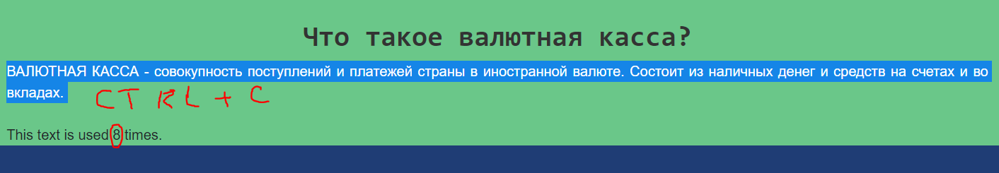 Что такое валютная касса?
ВАЛЮТНАЯ КАССА - совокупность поступлений и платежей страны в иностранной валюте. Состоит из наличных денег и средств на счетах и во
вкладах.
CTRL + C
This text is used 8 times.